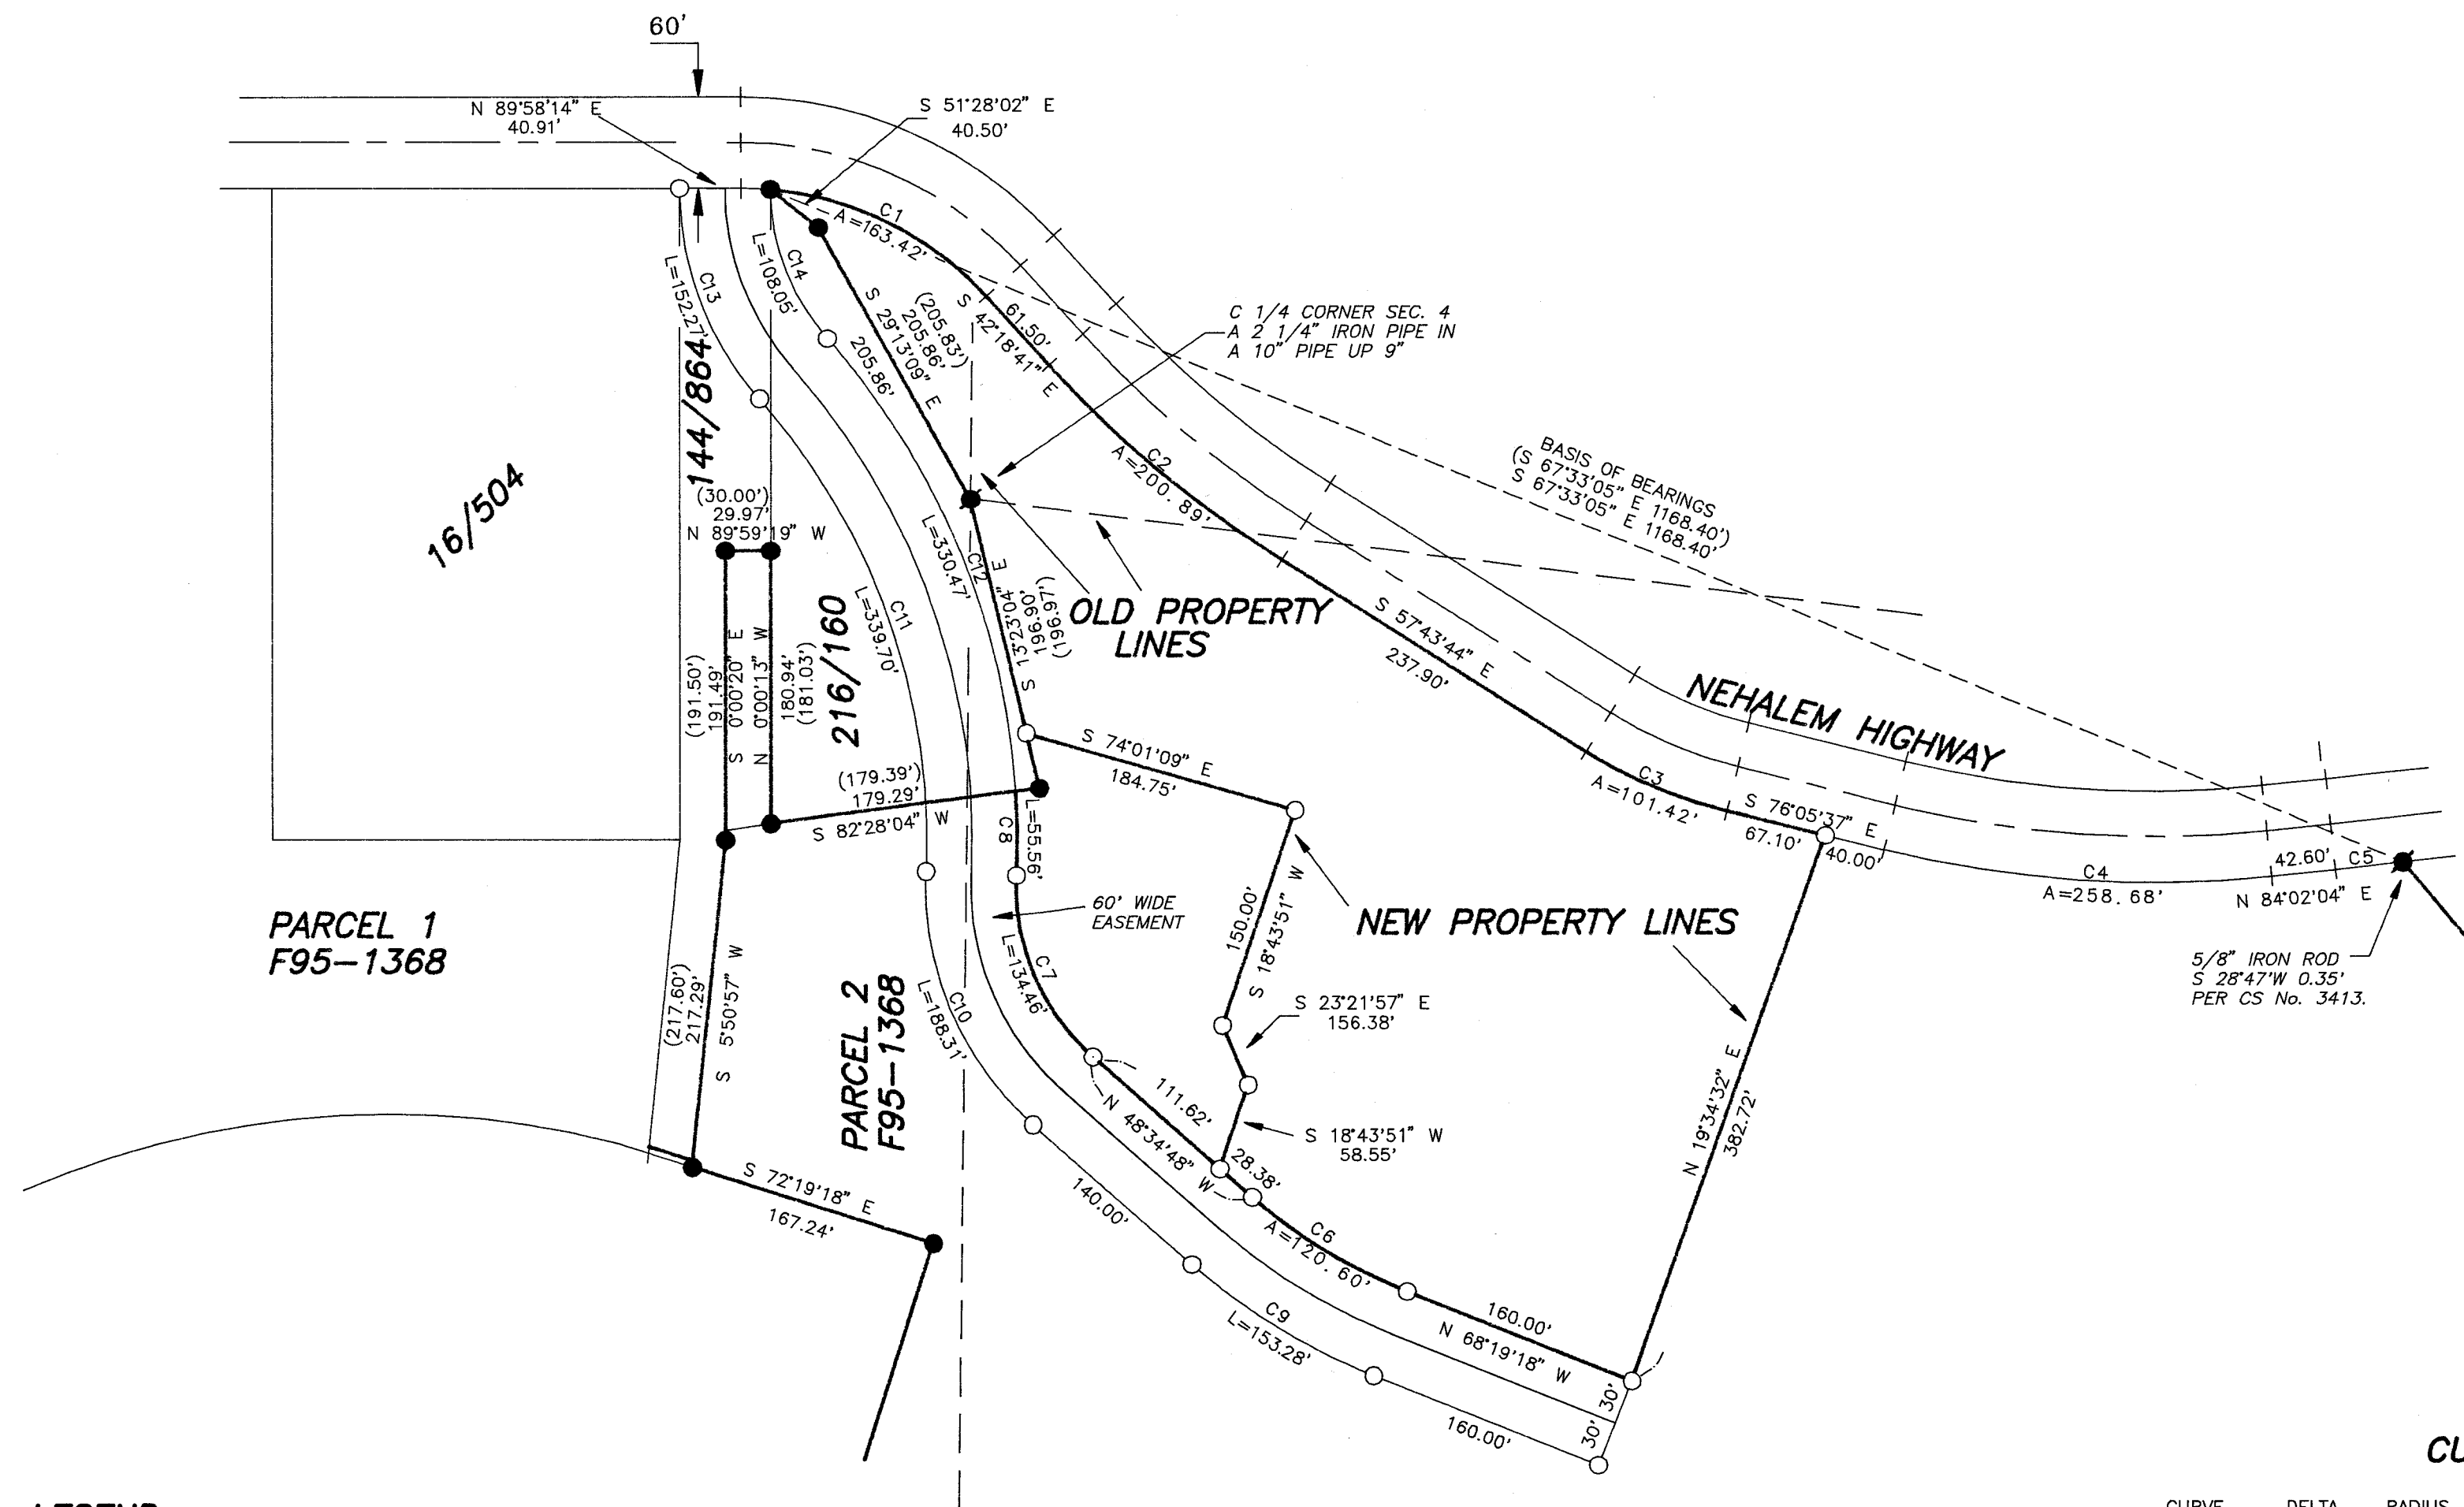 60'
N 89°58'14" E
40.91'
S 51°28'02" E
40.50'
C1
A=163.42'
C14
L=108.05'
C13
L=152.27'
S 29°13'09" E
205.86'
(205.83')
205.86'
61.50'
S 42°18'41" E
C 1/4 CORNER SEC. 4
A 2 1/4" IRON PIPE IN
A 10" PIPE UP 9"
144/864
16/504
(30.00')
29.97'
N 89°59'19" W
C2
A=200.89'
BASIS OF BEARINGS
(S 67°33'05" E 1168.40')
S 67°33'05" E 1168.40'
C12
L=330.47'
S 13°23'04" E
196.90'
(196.97')
OLD PROPERTY
LINES
C11
L=339.70'
216/160
(191.50')
191.49'
S 0°00'20" E
N 0°00'13" W
180.94'
(181.03')
S 57°43'44" E
237.90'
NEHALEM HIGHWAY
S 74°01'09" E
184.75'
(179.39')
179.29'
S 82°28'04" W
C3
A=101.42'
S 76°05'37" E
67.10'
40.00'
C8
L=55.56'
C4
A=258.68'
42.60'
C5
N 84°02'04" E
PARCEL 1
F95-1368
60' WIDE
EASEMENT
150.00'
S 18°43'51" W
NEW PROPERTY LINES
5/8" IRON ROD
S 28°47'W 0.35'
PER CS No. 3413.
(217.60')
217.29'
S 5°50'57" W
PARCEL 2
F95-1368
C10
L=188.31'
C7
L=134.46'
S 23°21'57" E
156.38'
111.62'
N 48°34'48" W
S 18°43'51" W
58.55'
28.38'
N 19°34'32" E
382.72'
S 72°19'18" E
167.24'
140.00'
C6
A=120.60'
C9
L=153.28'
160.00'
N 68°19'18" W
30'
30'
160.00'
CU
CURVE DELTA RADIUS